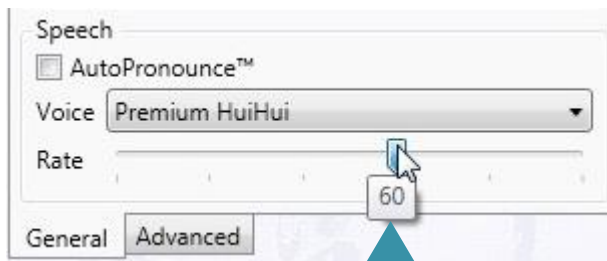 Speech
AutoPronounce™
Voice Premium HuiHui
Rate
60
General Advanced